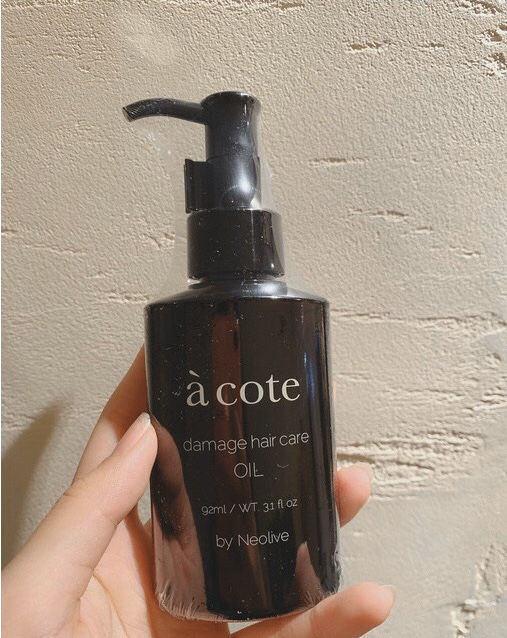 à cote
damage hair care
OIL
92ml / WT. 3.1 fl oz
by Neolive